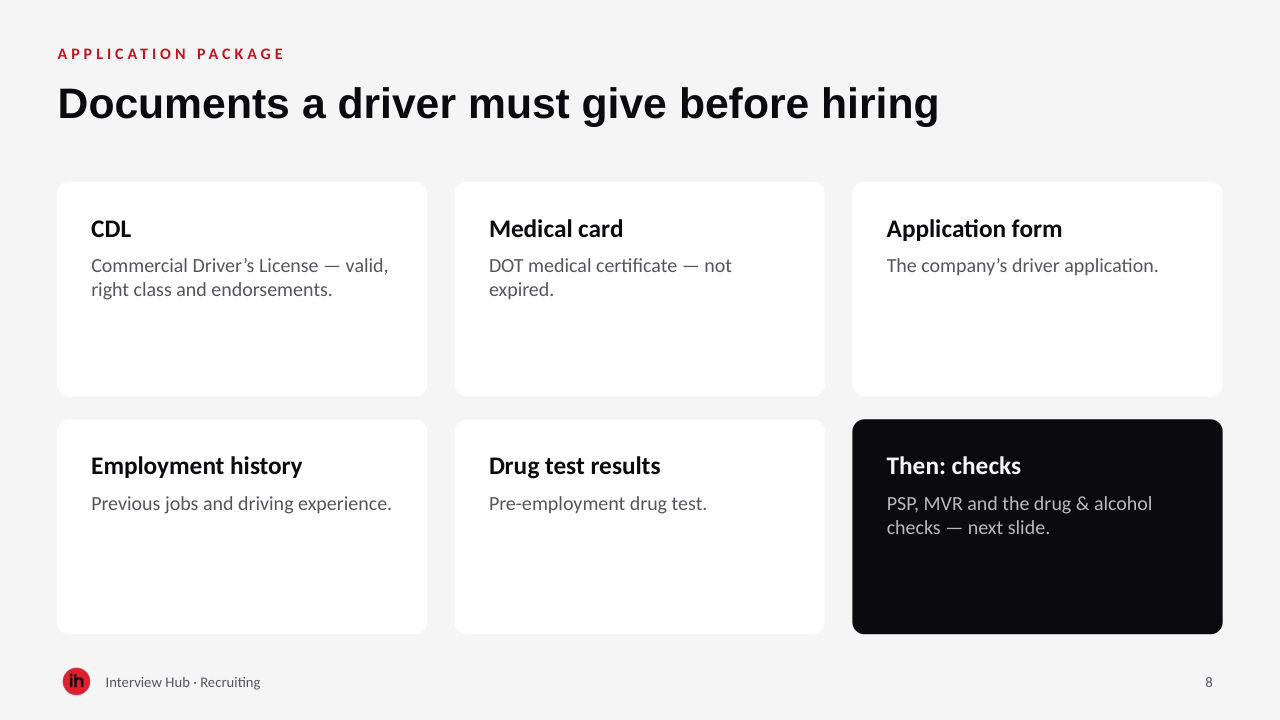 APPLICATION PACKAGE
Documents a driver must give before hiring
CDL
Commercial Driver’s License — valid,
right class and endorsements.
Medical card
DOT medical certificate — not
expired.
Application form
The company’s driver application.
Employment history
Previous jobs and driving experience.
Drug test results
Pre-employment drug test.
Then: checks
PSP, MVR and the drug & alcohol
checks — next slide.
ih
Interview Hub · Recruiting
8